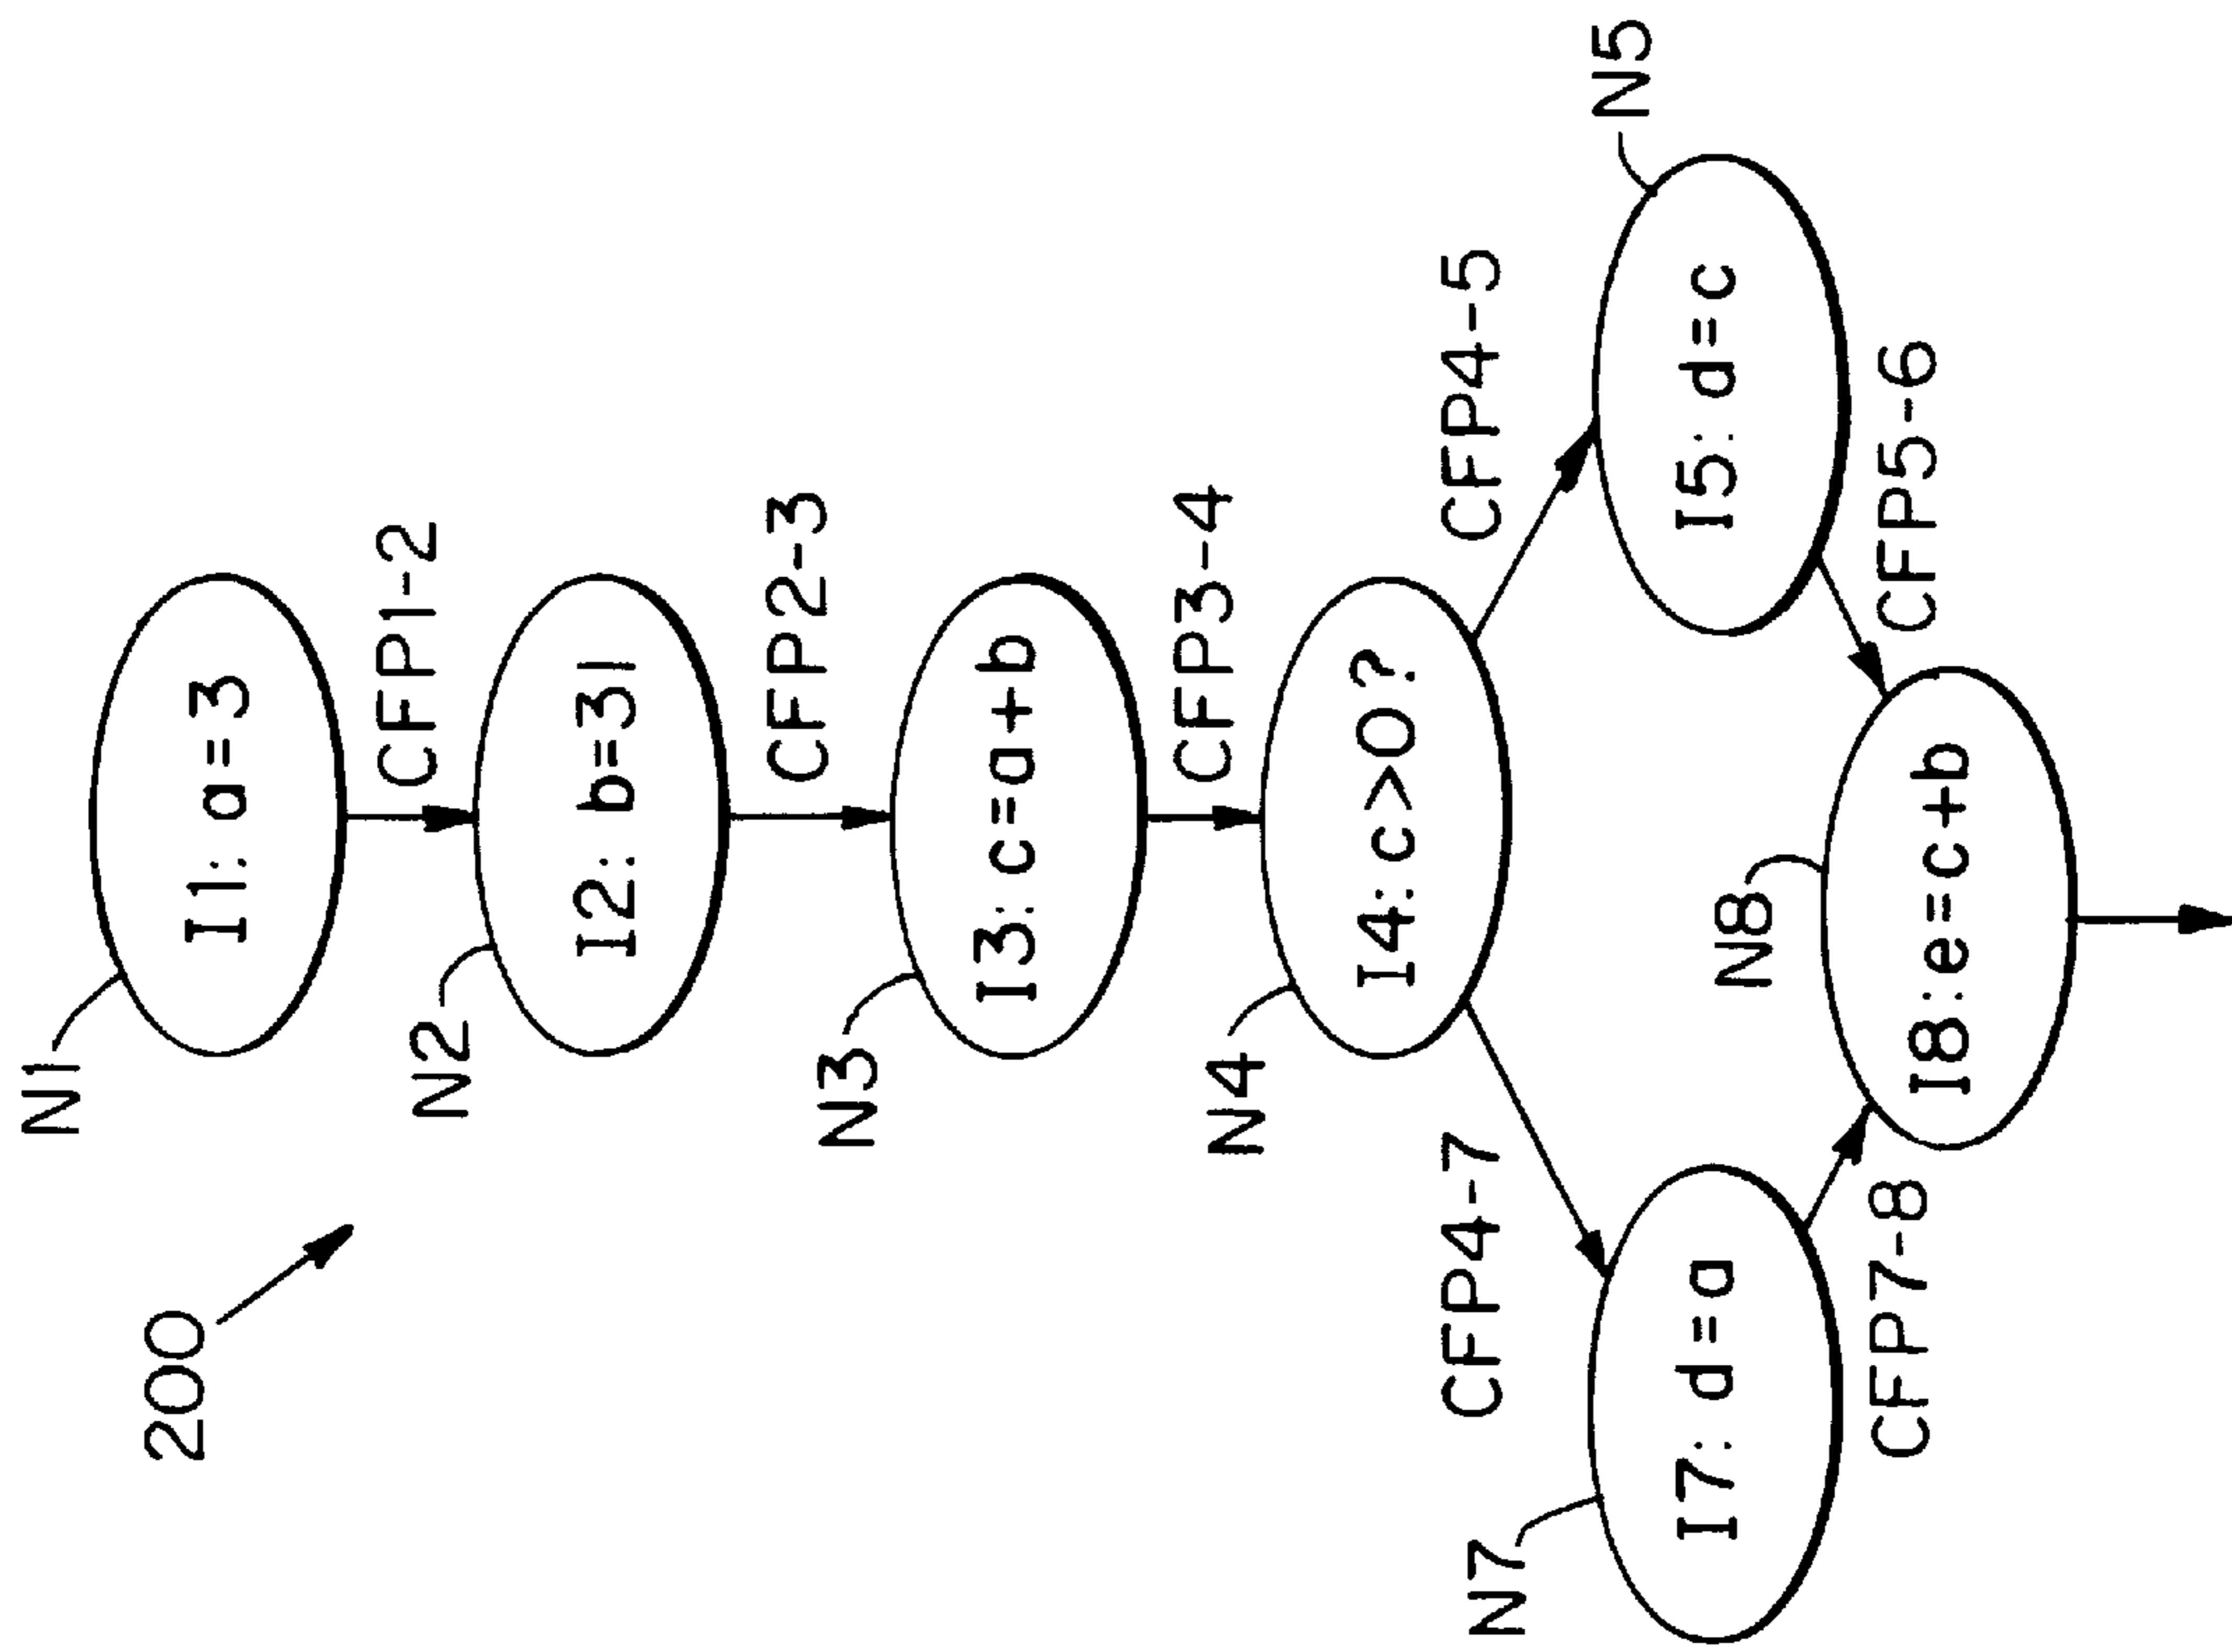 200
N1
I1: a=3
CFP1-2
N2
I2: b=31
CFP2-3
N3
I3: c=a+b
CFP3-4
N4
I4: c>0?
CFP4-7
CFP4-5
N7
I7: d=a
N5
I5: d=c
CFP7-8
CFP5-6
N8
I8: e=c+b